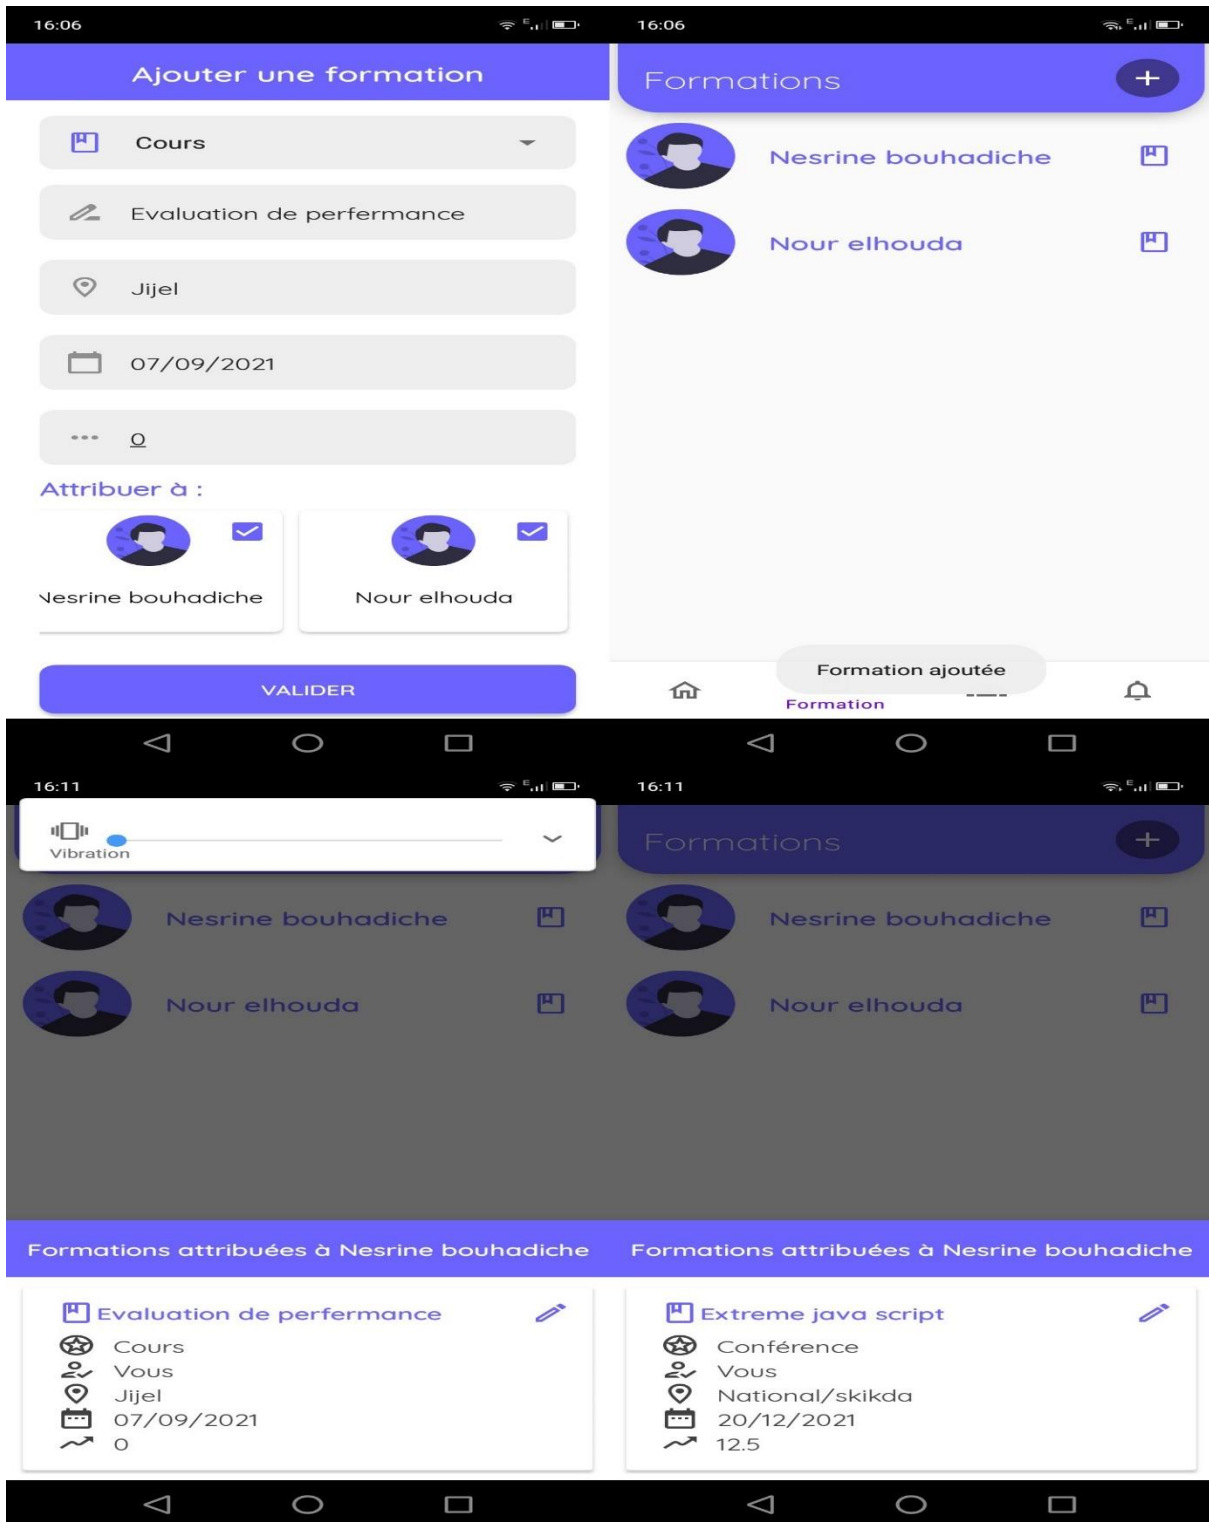 16:06
E
Ajouter une formation
Cours
Evaluation de perfermance
Jijel
07/09/2021
0
Attribuer à :
Nesrine bouhadiche
Nour elhouda
VALIDER
16:06
E
Formations
Nesrine bouhadiche
Nour elhouda
Formation ajoutée
Formation
16:11
E
Vibration
Nesrine bouhadiche
Nour elhouda
Formations attribuées à Nesrine bouhadiche
Evaluation de perfermance
Cours
Vous
Jijel
07/09/2021
0
16:11
E
Formations
Nesrine bouhadiche
Nour elhouda
Formations attribuées à Nesrine bouhadiche
Extreme java script
Conférence
Vous
National/skikda
20/12/2021
12.5